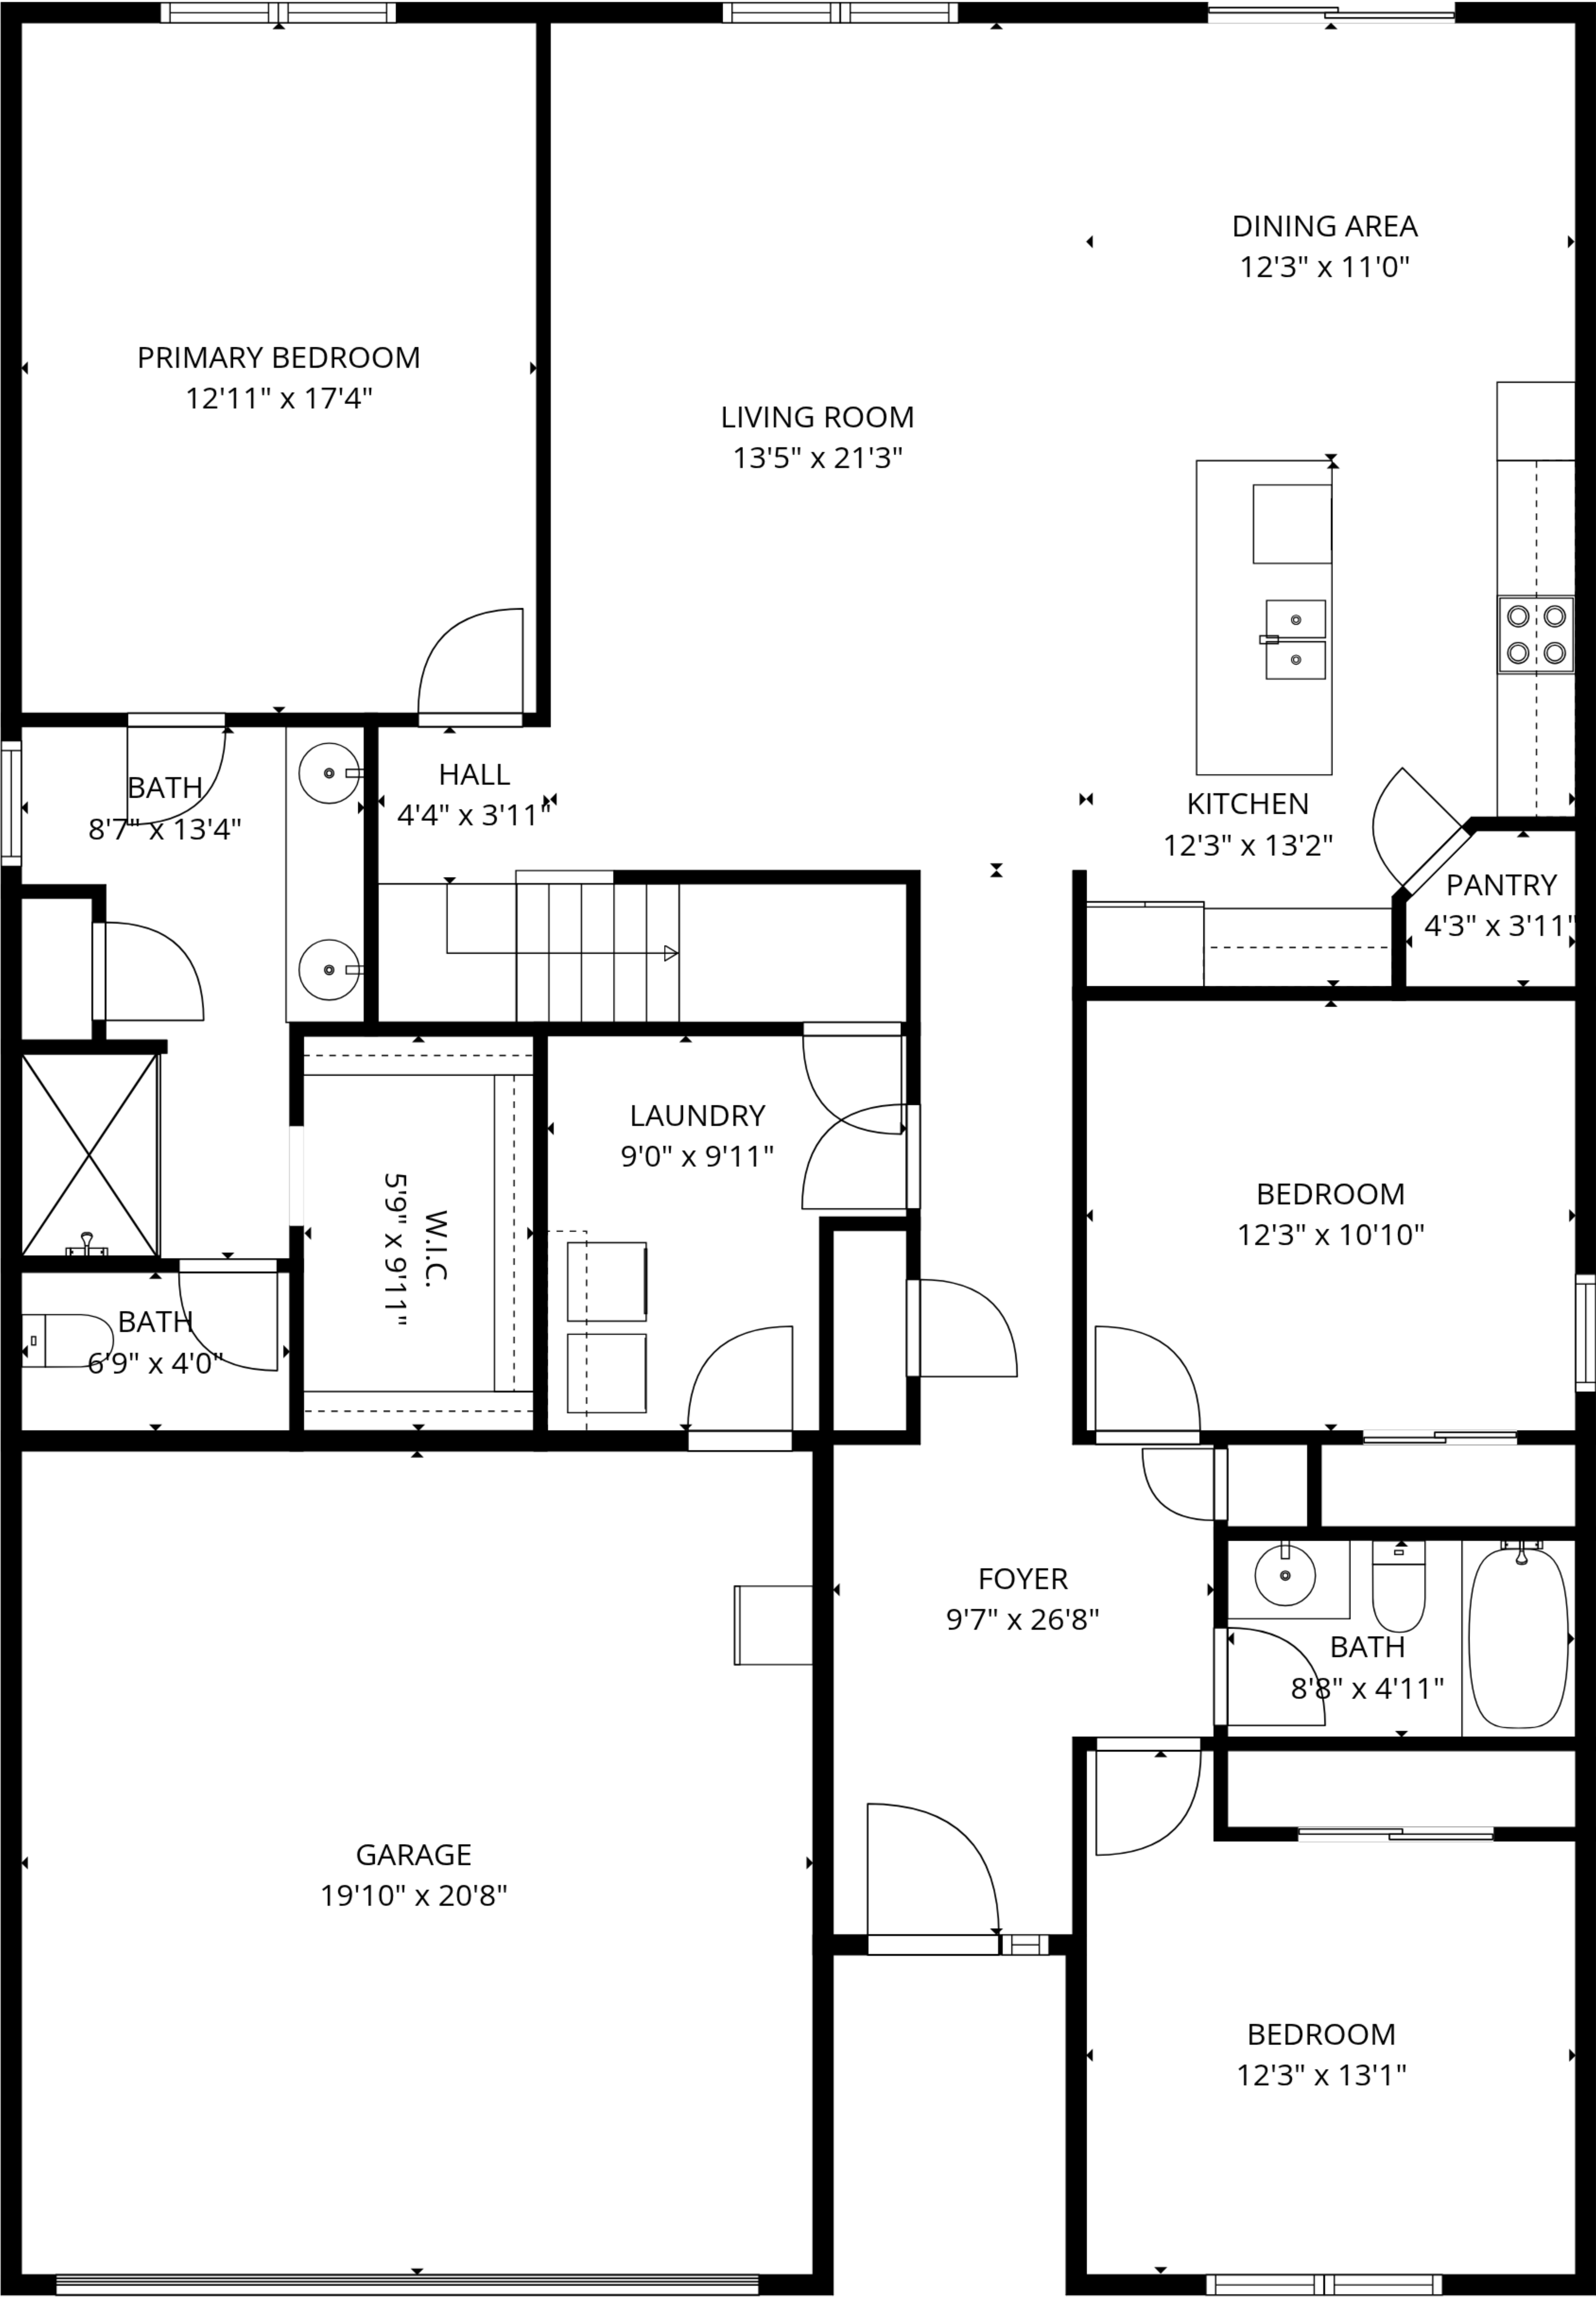 DINING AREA
12'3" x 11'0"
PRIMARY BEDROOM
12'11" x 17'4"
LIVING ROOM
13'5" x 21'3"
HALL
4'4" x 3'11"
BATH
8'7" x 13'4"
KITCHEN
12'3" x 13'2"
PANTRY
4'3" x 3'11"
LAUNDRY
9'0" x 9'11"
W.I.C.
5'9" x 9'11"
BEDROOM
12'3" x 10'10"
BATH
6'9" x 4'0"
FOYER
9'7" x 26'8"
BATH
8'8" x 4'11"
GARAGE
19'10" x 20'8"
BEDROOM
12'3" x 13'1"